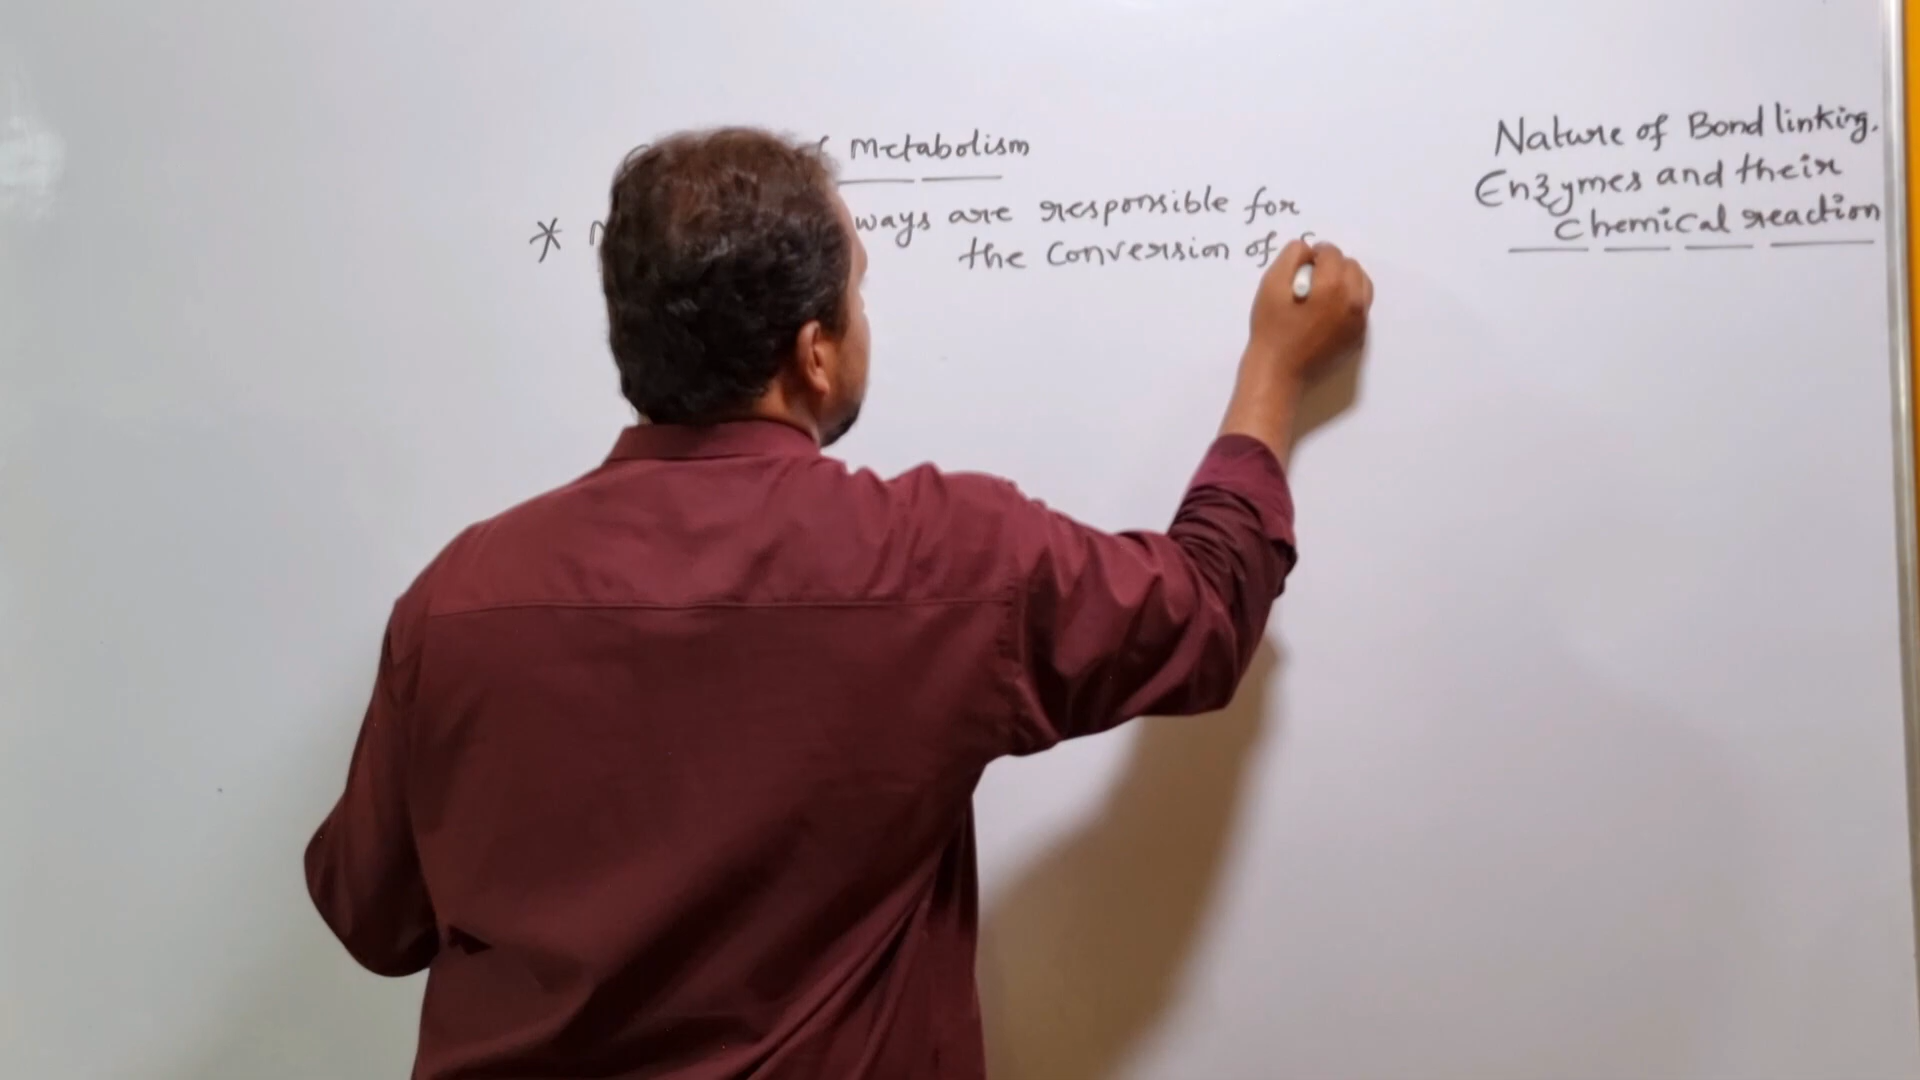 Metabolism
ways are responsible for
the conversion of
Nature of Bond linking.
Enzymes and their
chemical reaction